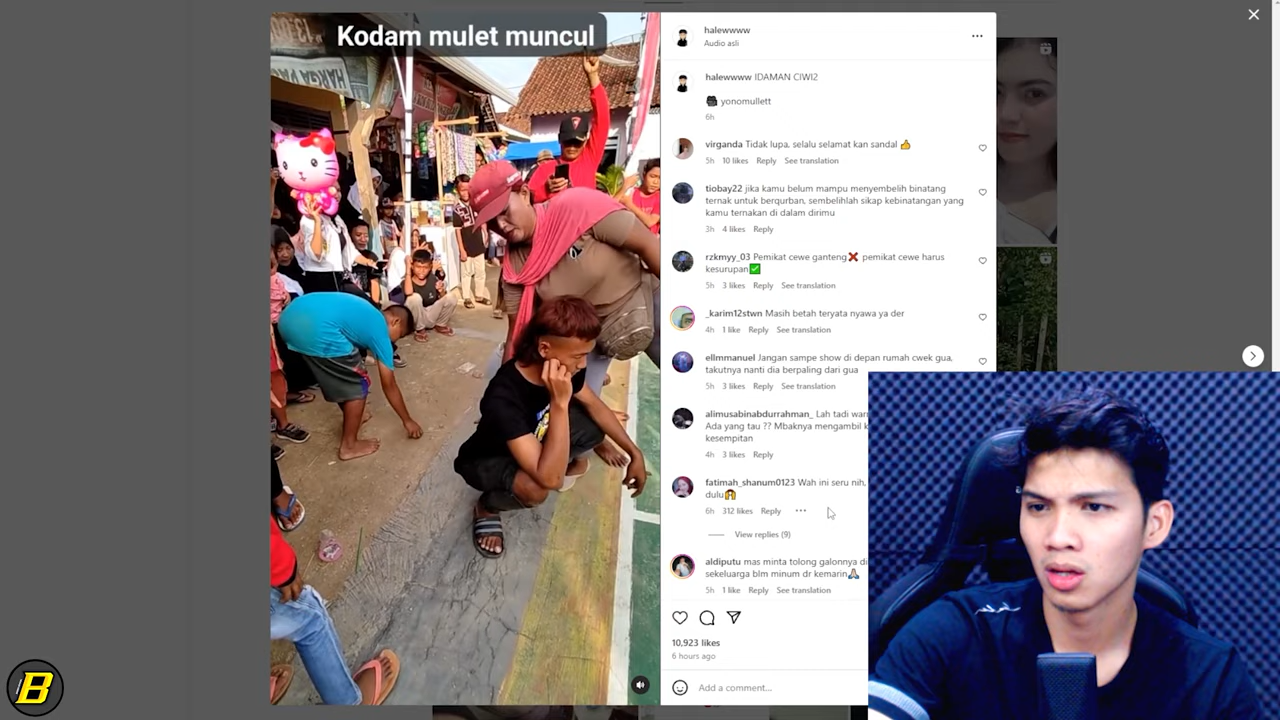 Kodam mulet muncul
halewwww
Audio asli
halewwww IDAMAN CIWI2
yonomullett
6h
virganda Tidak lupa, selalu selamat kan sandal 👍
5h 10 likes Reply See translation
tiobay22 jika kamu belum mampu menyembelih binatang
ternak untuk berqurban, sembelihlah sikap kebinatangan yang
kamu ternakan di dalam dirimu
3h 4 likes Reply
rzkmyy_03 Pemikat cewe ganteng❌ pemikat cewe harus
kesurupan✅
5h 3 likes Reply See translation
_karim12stwn Masih betah teryata nyawa ya der
4h 1 like Reply See translation
ellmmanuel Jangan sampe show di depan rumah cwek gua,
takutnya nanti dia berpaling dari gua
5h 3 likes Reply See translation
alimusabinabdurrahman_ Lah tadi
Ada yang tau ?? Mbaknya mengambil
kesempitan
4h 3 likes Reply
fatimah_shanum0123 Wah ini seru nih,
dulu
6h 312 likes Reply ...
View replies (9)
aldiputu mas minta tolong galonnya
sekeluarga blm minum dr kemarin🙏
5h 1 like Reply See translation
10,923 likes
6 hours ago
Add a comment...
B